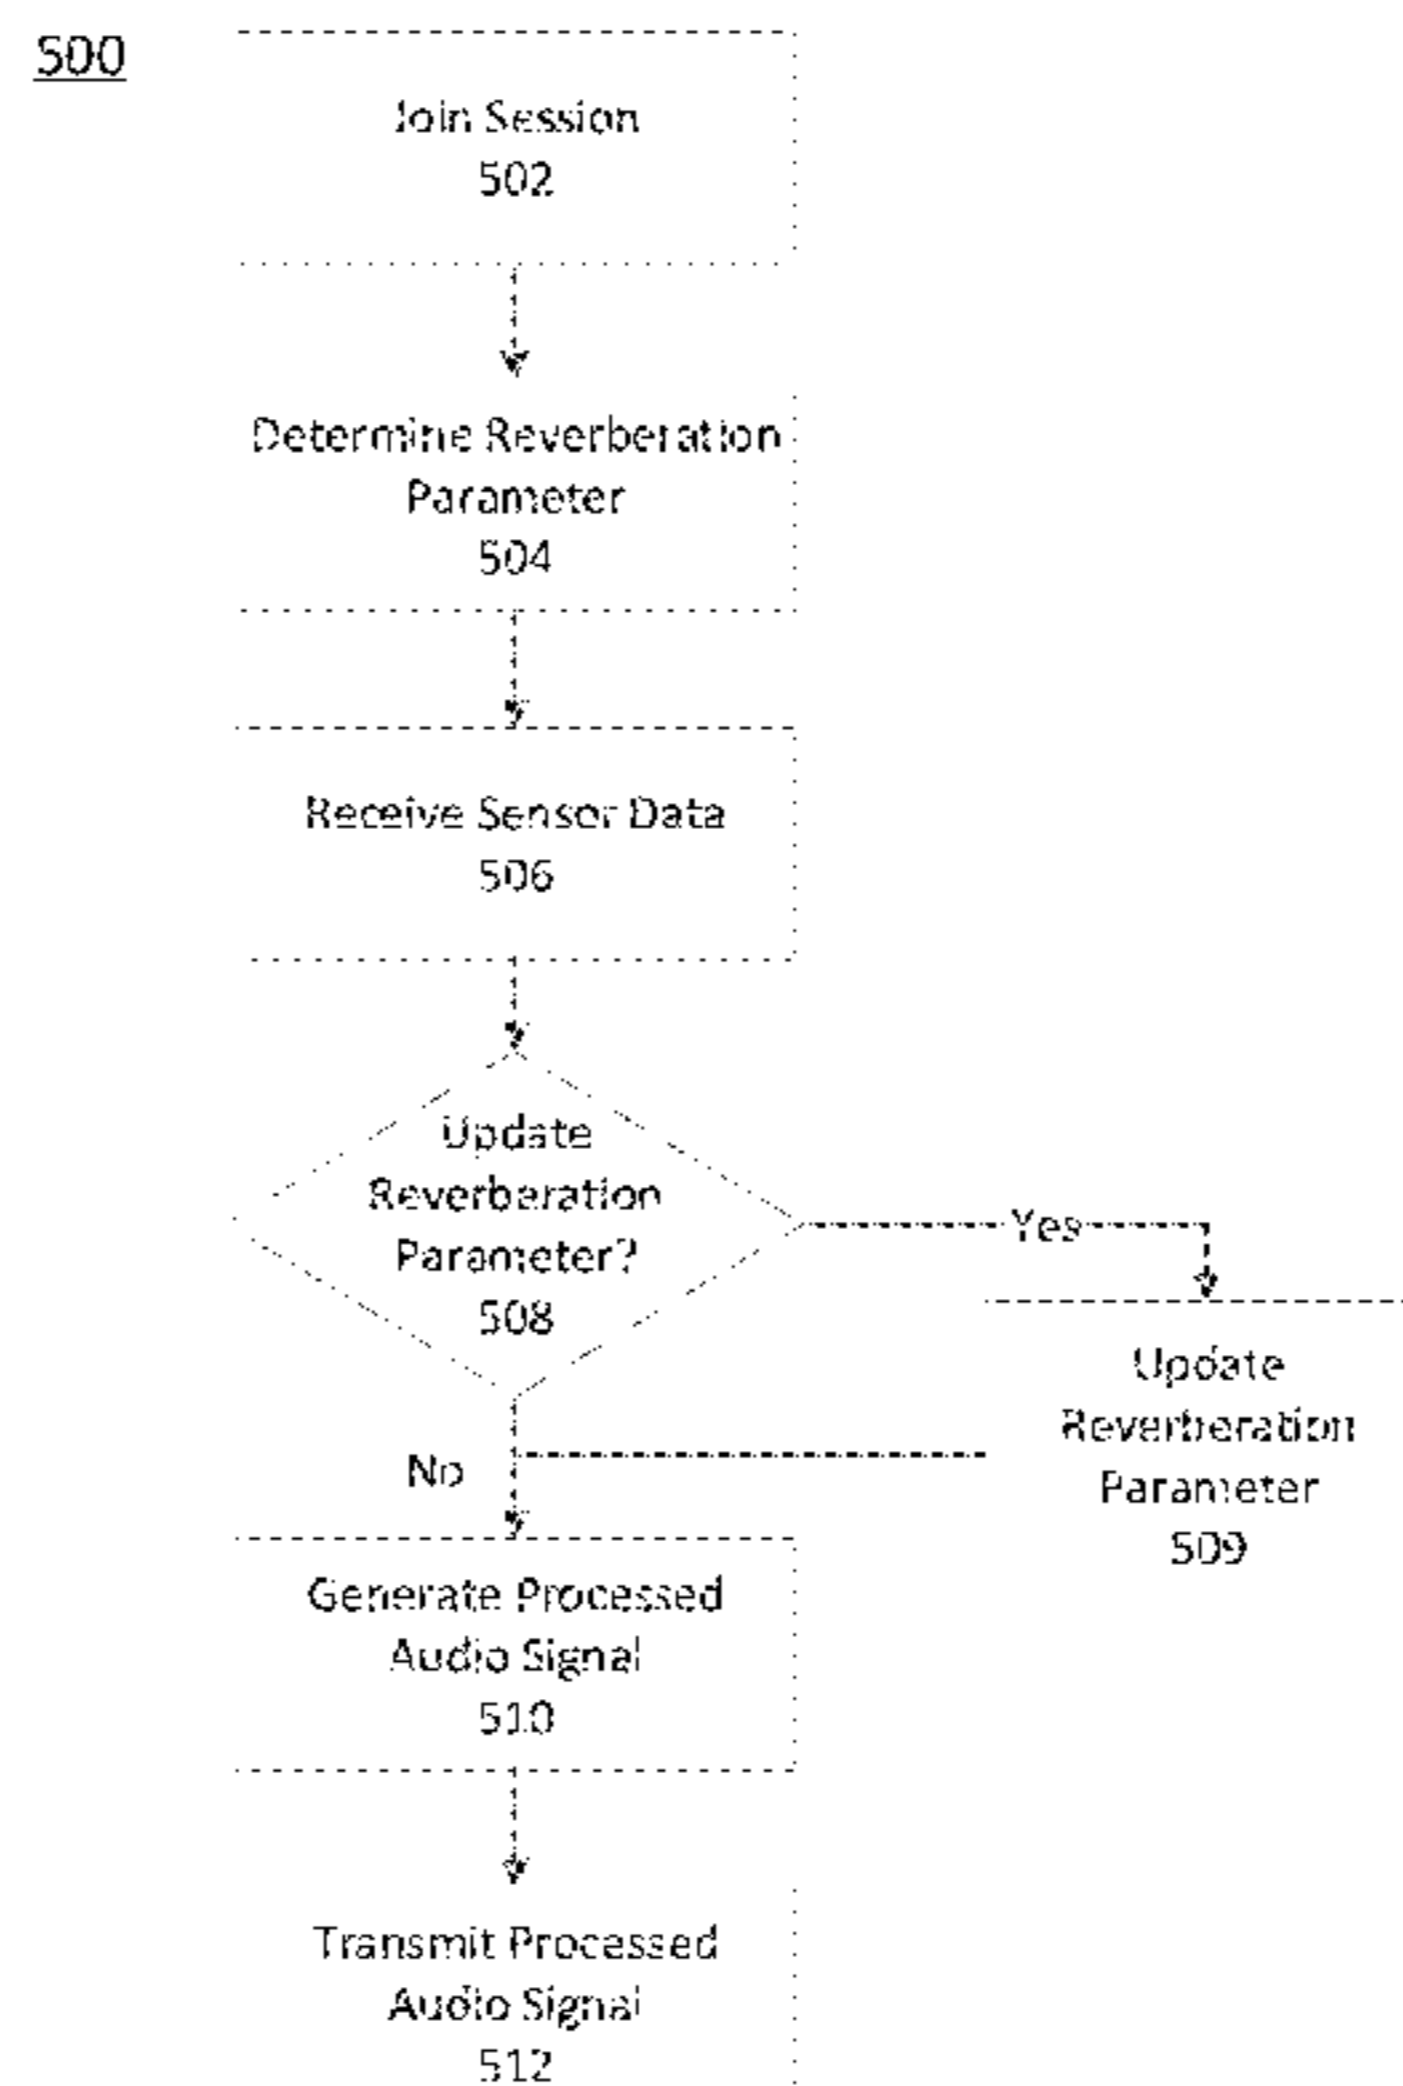 500
Join Session
502
Determine Reverberation
Parameter
504
Receive Sensor Data
506
Update
Reverberation
Parameter?
508
Yes
Update
Reverberation
Parameter
509
No
Generate Processed
Audio Signal
510
Transmit Processed
Audio Signal
512